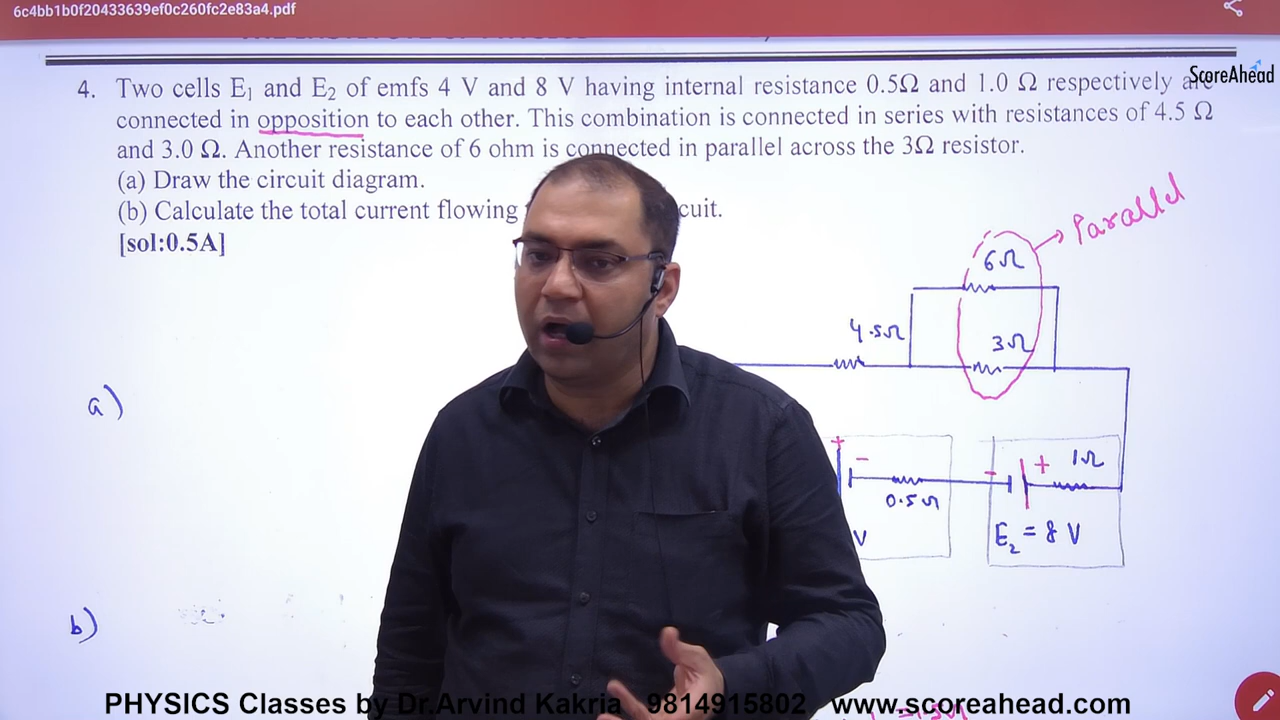 6c4bb1b0f20433639ef0c260fc2e83a4.pdf
ScoreAhead
4. Two cells E₁ and E₂ of emfs 4 V and 8 V having internal resistance 0.5Ω and 1.0 Ω respectively are
connected in opposition to each other. This combination is connected in series with resistances of 4.5 Ω
and 3.0 Ω. Another resistance of 6 ohm is connected in parallel across the 3Ω resistor.
(a) Draw the circuit diagram.
(b) Calculate the total current flowing cuit.
[sol:0.5A]
Parallel
6Ω
4.5Ω
3Ω
a)
+ - - + 1Ω
0.5Ω
V E₂ = 8 V
b)
PHYSICS Classes by Dr.Arvind Kakria 9814915802 www.scoreahead.com